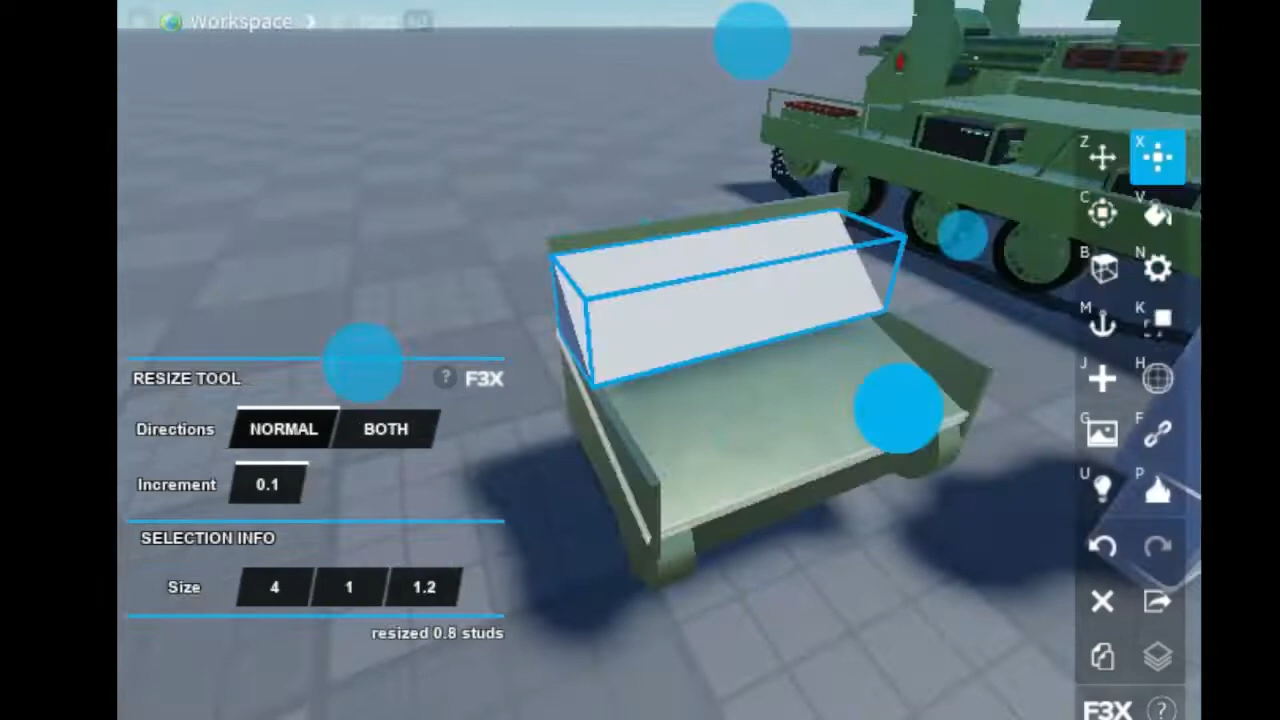 Workspace
Z X
C V
B N
M K
J H
G F
U P
RESIZE TOOL ? F3X
Directions NORMAL BOTH
Increment 0.1
SELECTION INFO
Size 4 1 1.2
resized 0.8 studs
F3X ?